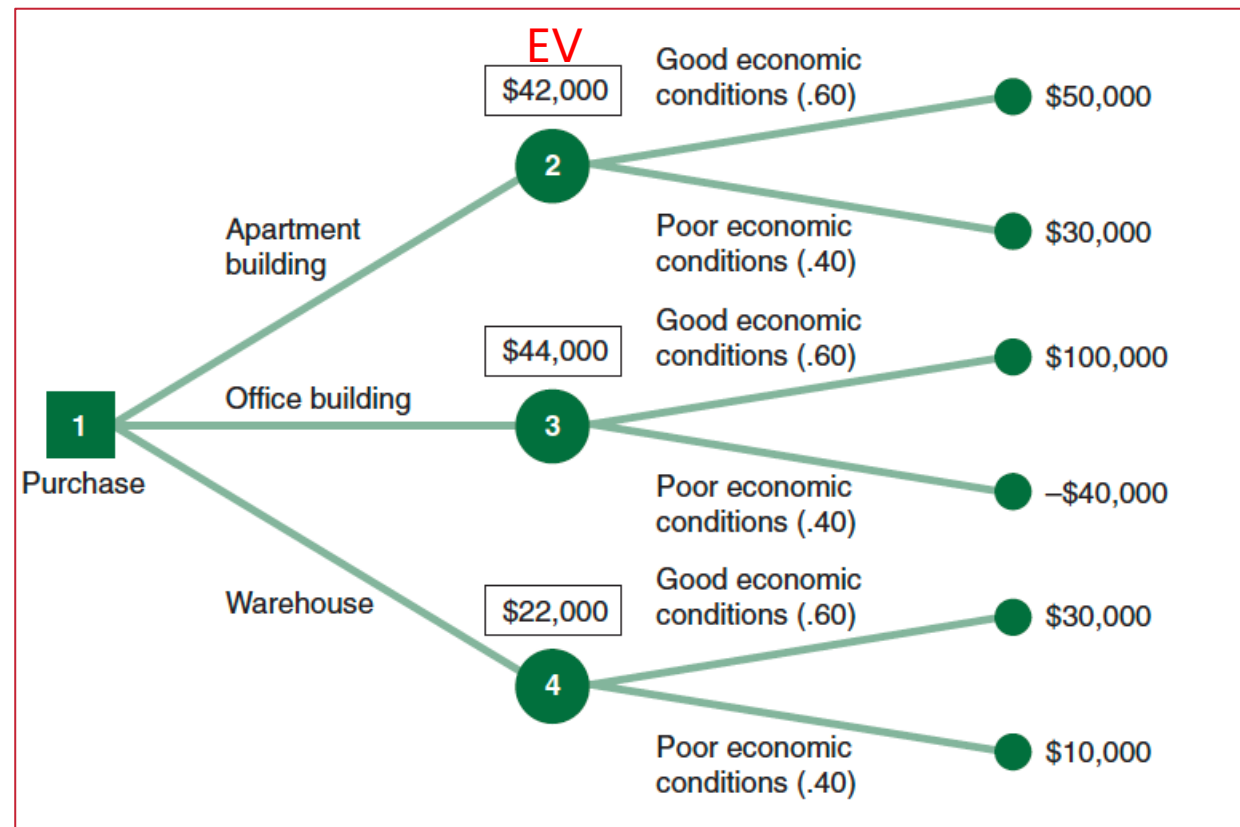 EV
$42,000
Good economic
conditions (.60)
$50,000
2
Apartment
building
Poor economic
conditions (.40)
$30,000
$44,000
Good economic
conditions (.60)
$100,000
Office building
1
3
Purchase
Poor economic
conditions (.40)
–$40,000
Warehouse
$22,000
Good economic
conditions (.60)
$30,000
4
Poor economic
conditions (.40)
$10,000